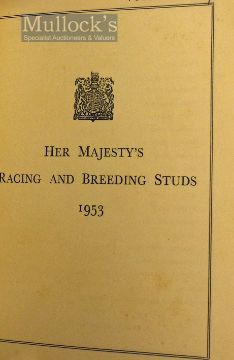 Mullock's
Specialist Auctioneers & Valuers
HER MAJESTY'S
RACING AND BREEDING STUDS
1953